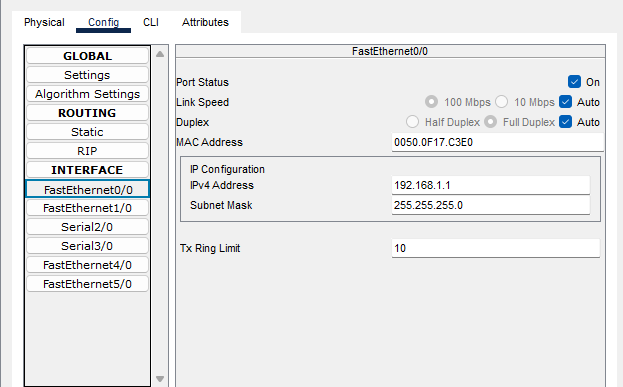 Physical Config CLI Attributes
GLOBAL
Settings
Algorithm Settings
ROUTING
Static
RIP
INTERFACE
FastEthernet0/0
FastEthernet1/0
Serial2/0
Serial3/0
FastEthernet4/0
FastEthernet5/0
FastEthernet0/0
Port Status On
Link Speed 100 Mbps 10 Mbps Auto
Duplex Half Duplex Full Duplex Auto
MAC Address 0050.0F17.C3E0
IP Configuration
IPv4 Address 192.168.1.1
Subnet Mask 255.255.255.0
Tx Ring Limit 10